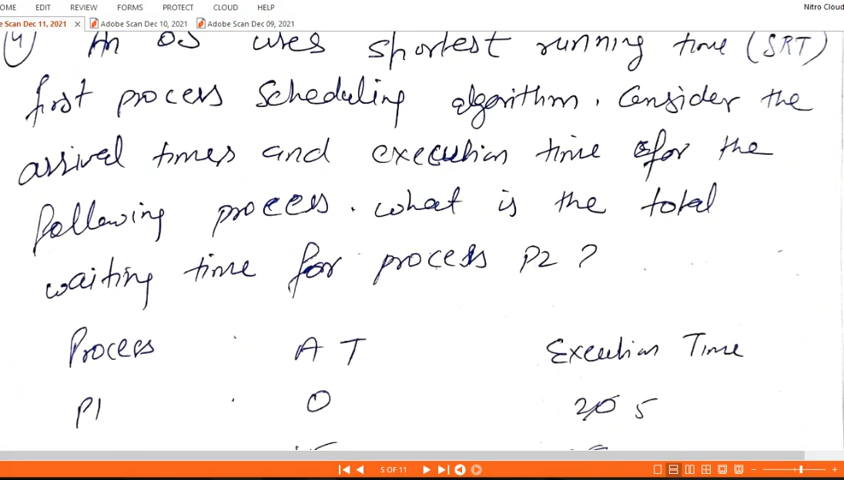 OME EDIT REVIEW FORMS PROTECT CLOUD HELP Nitro Cloud
e Scan Dec 11, 2021 × Adobe Scan Dec 10, 2021 Adobe Scan Dec 09, 2021
(4) An OS uses shortest running time (SRT)
first process scheduling algorithm. Consider the
arrival times and execution time for the
following process. what is the total
waiting time for process P2 ?
Process AT Execution Time
P1 0 5
5 OF 11